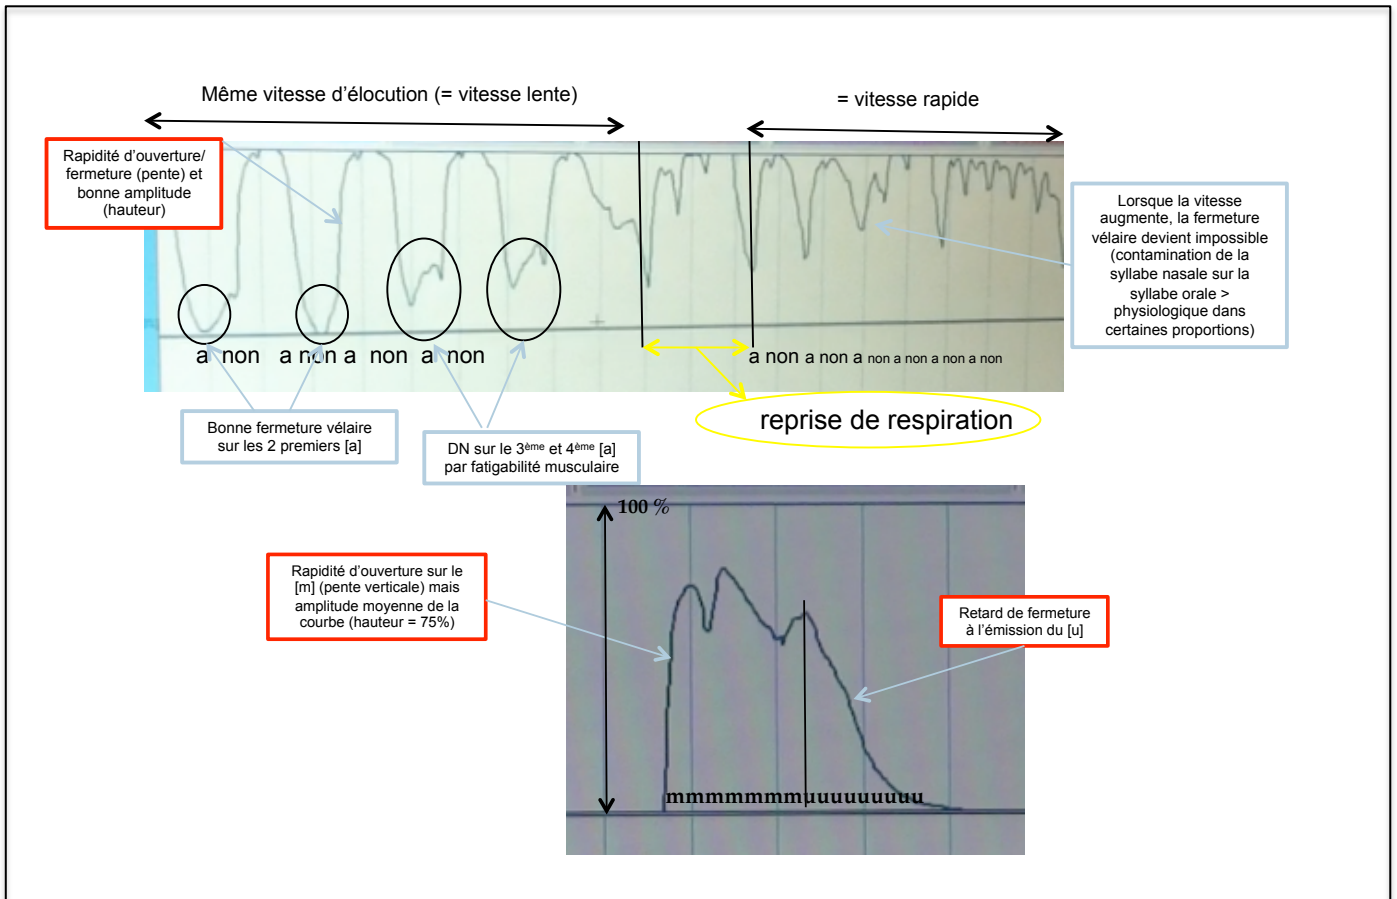 Même vitesse d’élocution (= vitesse lente)
= vitesse rapide
Rapidité d’ouverture/
fermeture (pente) et
bonne amplitude
(hauteur)
Lorsque la vitesse
augmente, la fermeture
vélaire devient impossible
(contamination de la
syllabe nasale sur la
syllabe orale >
physiologique dans
certaines proportions)
a non a non a non a non
a non a non a non a non a non a non
Bonne fermeture vélaire
sur les 2 premiers [a]
DN sur le 3ème et 4ème [a]
par fatigabilité musculaire
reprise de respiration
100 %
Rapidité d’ouverture sur le
[m] (pente verticale) mais
amplitude moyenne de la
courbe (hauteur = 75%)
Retard de fermeture
à l’émission du [u]
mmmmmmmuuuuuuuuu